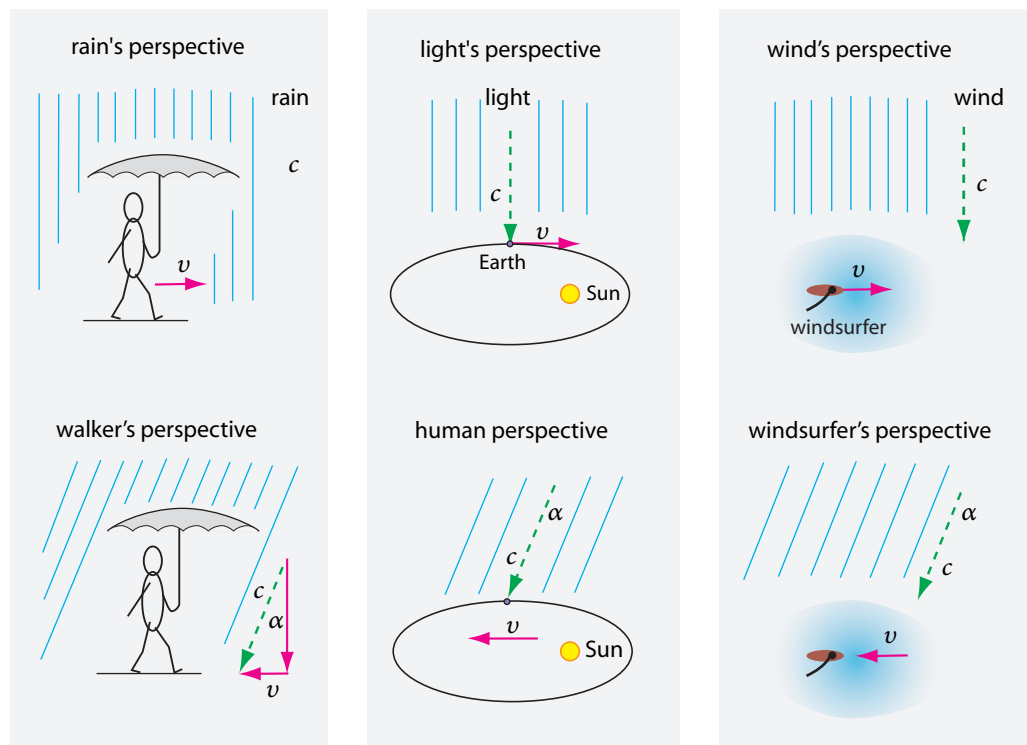 rain's perspective
rain
c
v
light's perspective
light
c
v
Earth
Sun
wind's perspective
wind
c
v
windsurfer
walker's perspective
c
α
v
human perspective
α
c
v
Sun
windsurfer's perspective
α
c
v